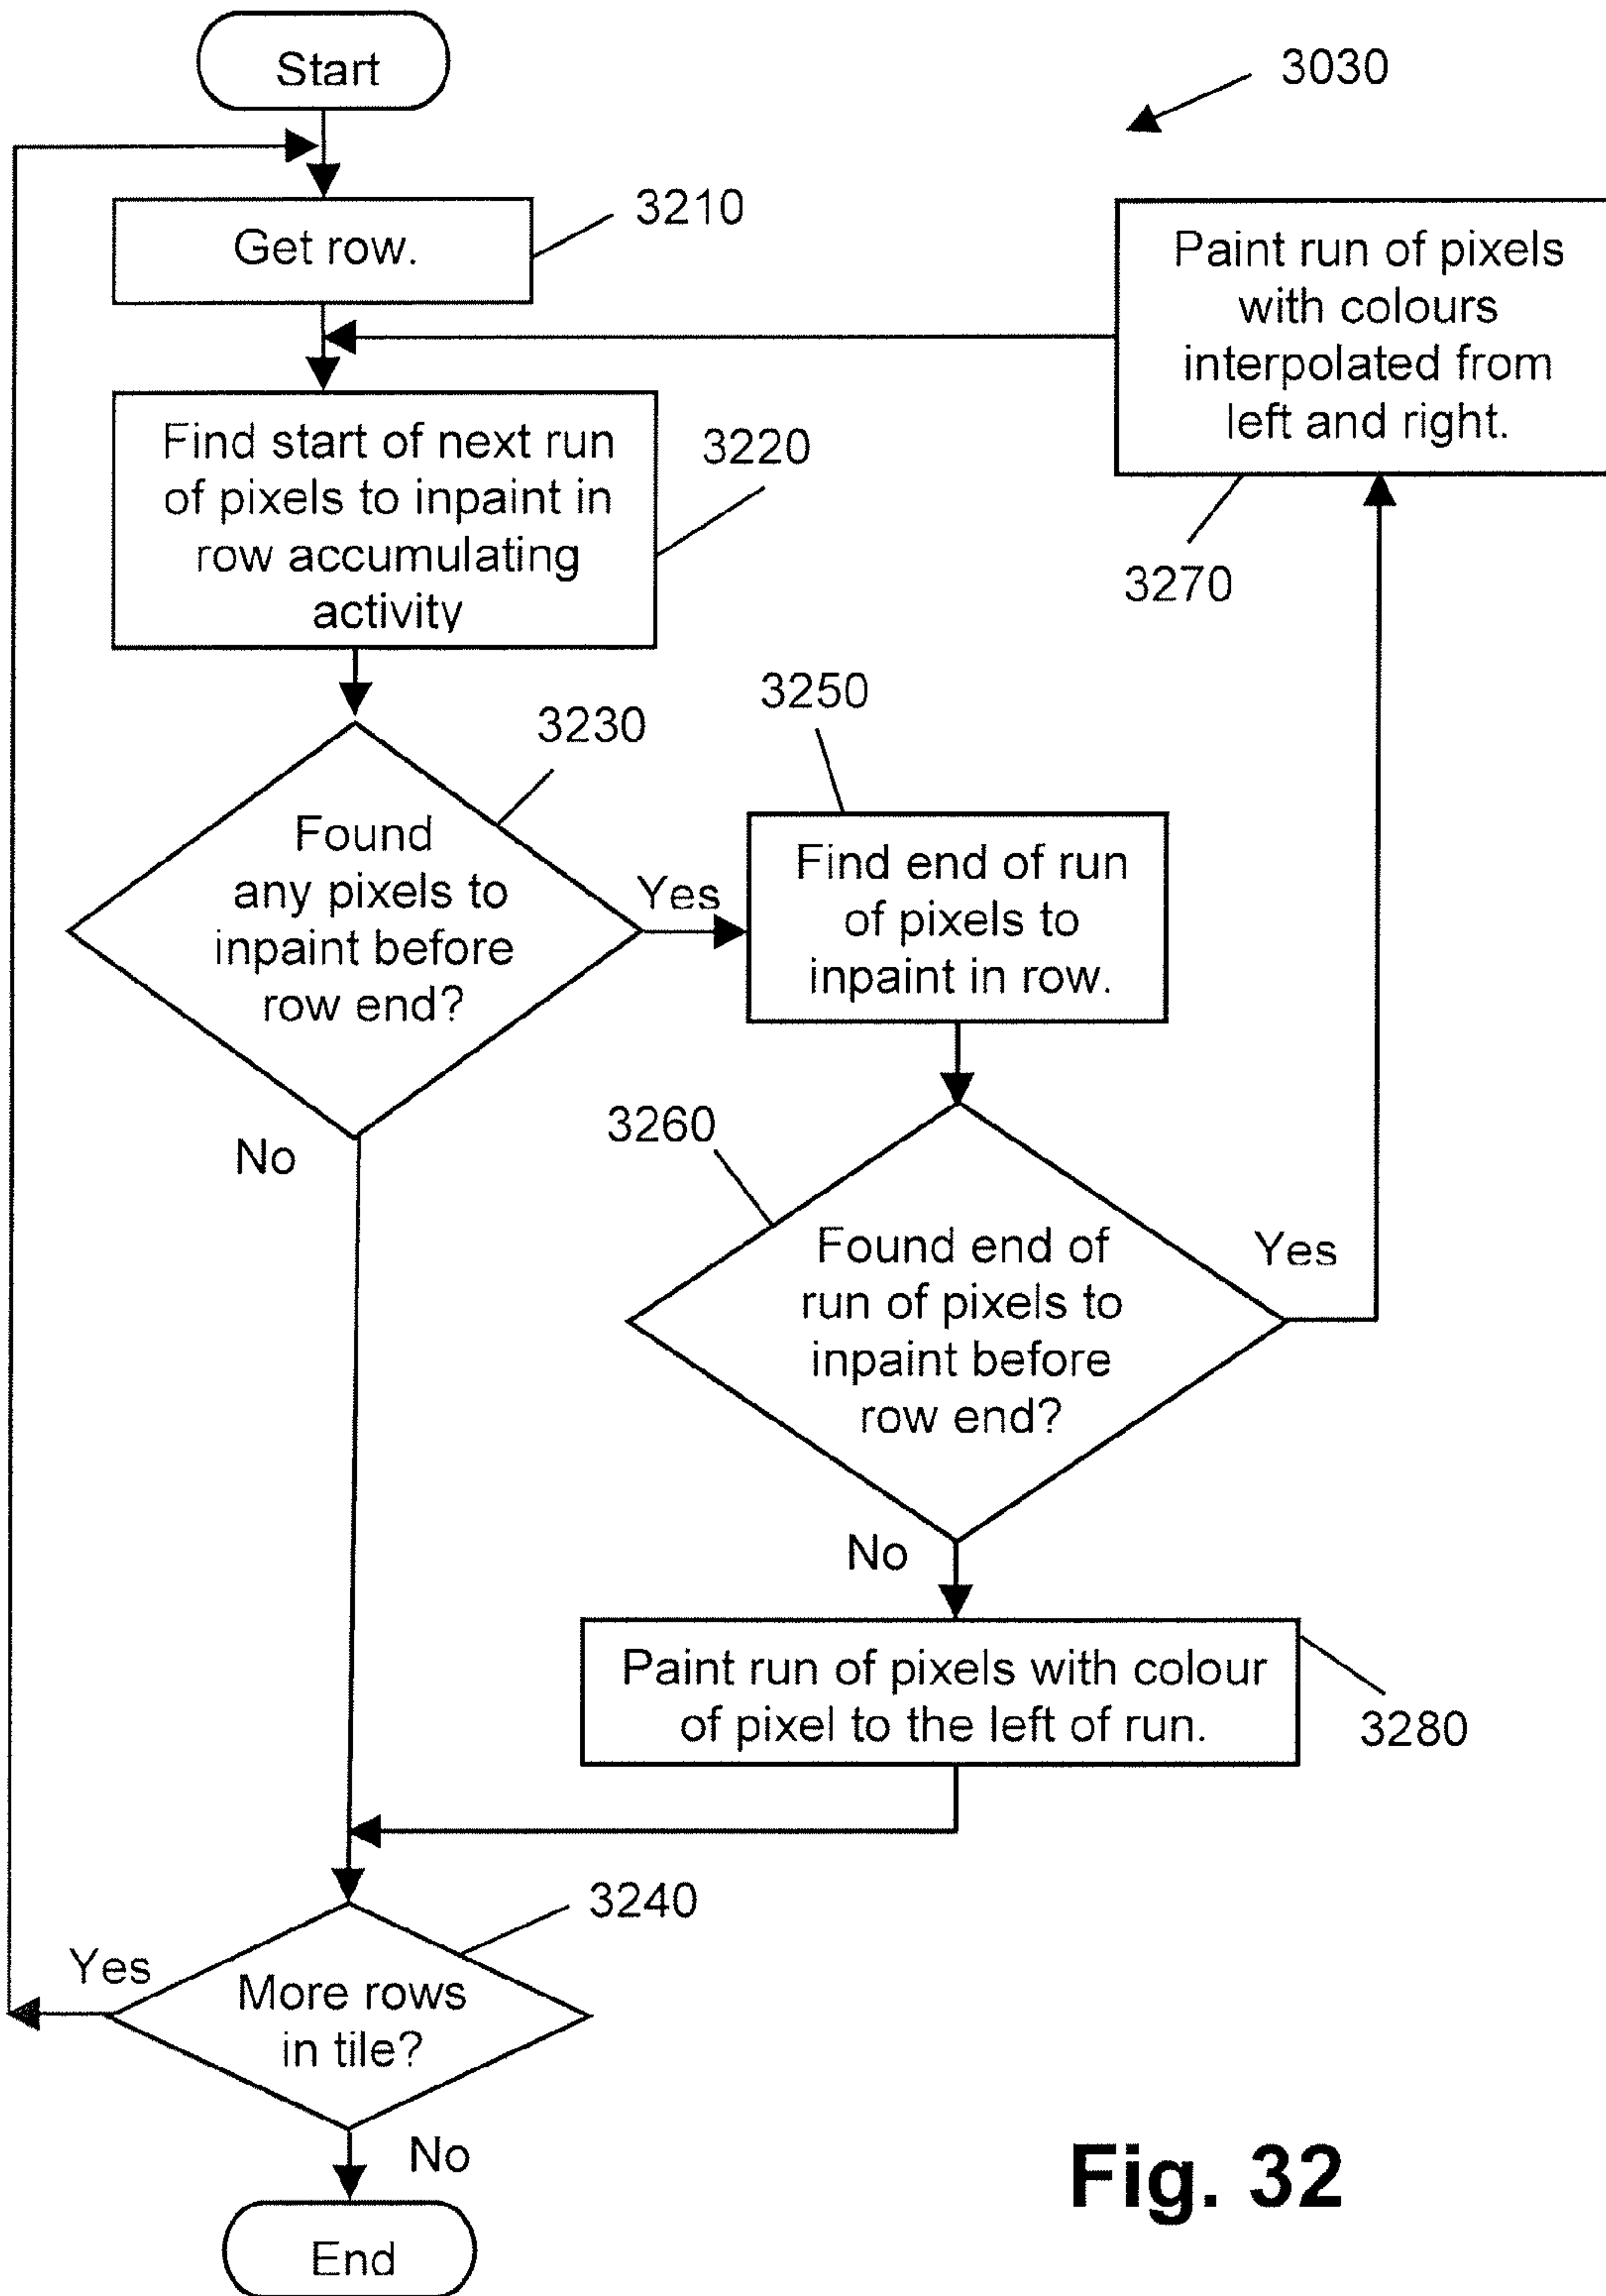 Start
3030
Get row.
3210
Paint run of pixels
with colours
interpolated from
left and right.
3270
Find start of next run
of pixels to inpaint in
row accumulating
activity
3220
Found
any pixels to
inpaint before
row end?
3230
Yes
No
3250
Find end of run
of pixels to
inpaint in row.
3260
Found end of
run of pixels to
inpaint before
row end?
Yes
No
Paint run of pixels with colour
of pixel to the left of run.
3280
3240
Yes
More rows
in tile?
No
End
Fig. 32